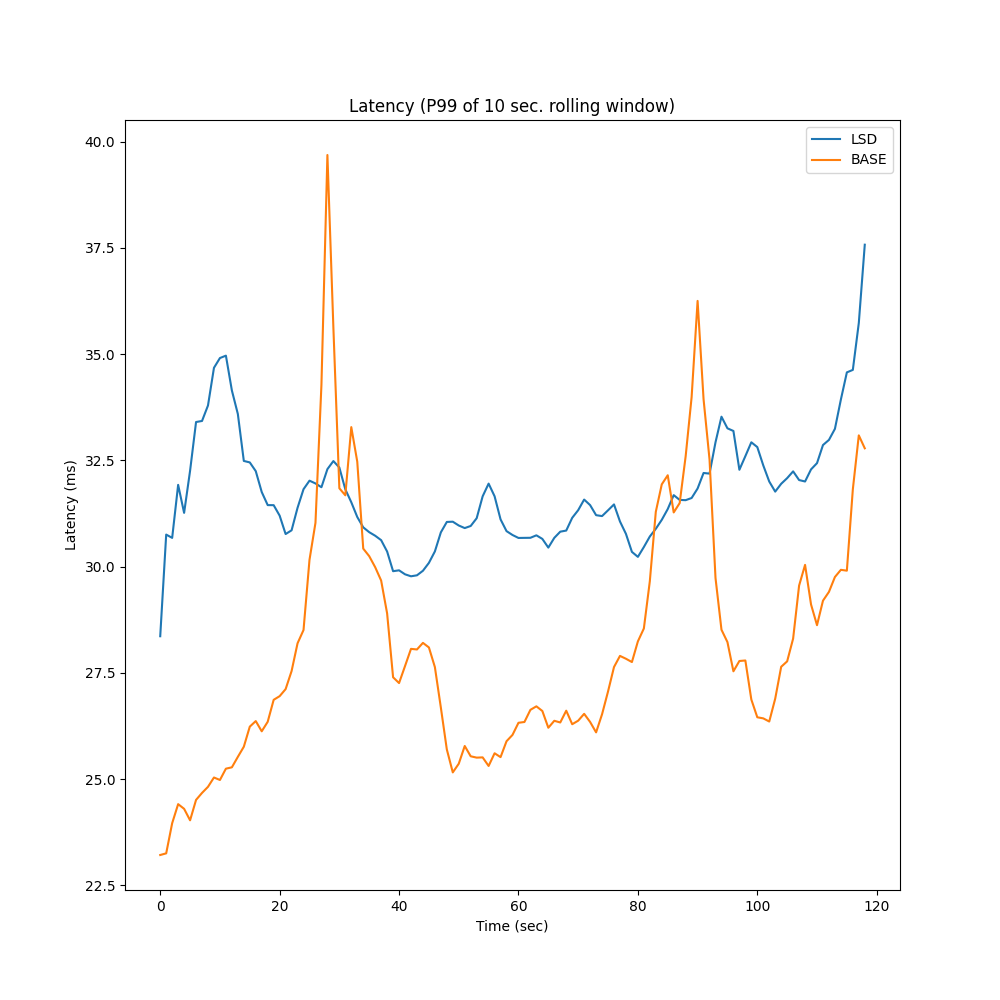 Latency (P99 of 10 sec. rolling window)
LSD
BASE
40.0
37.5
35.0
32.5
30.0
27.5
25.0
22.5
Latency (ms)
0 20 40 60 80 100 120
Time (sec)